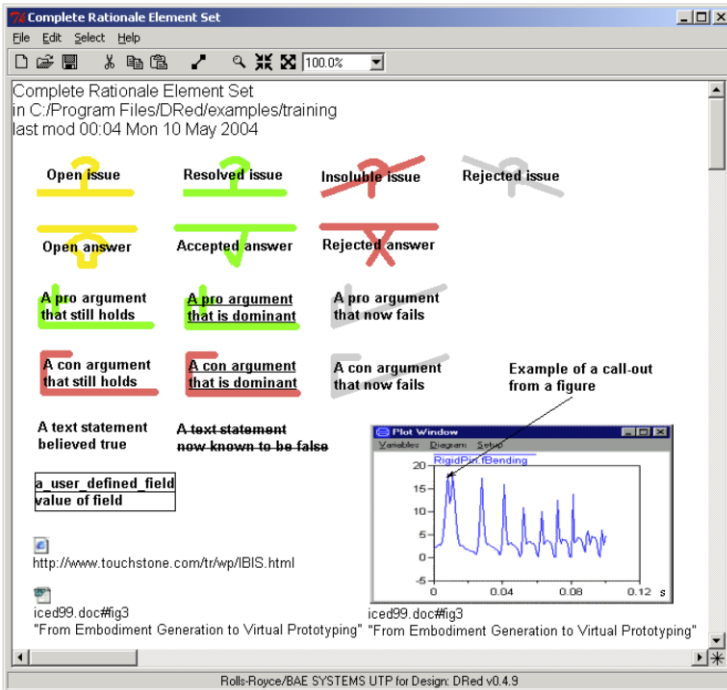 Complete Rationale Element Set
File Edit Select Help
100.0%
Complete Rationale Element Set
in C:/Program Files/DRed/examples/training
last mod 00:04 Mon 10 May 2004
Open issue
Resolved issue
Insoluble issue
Rejected issue
Open answer
Accepted answer
Rejected answer
A pro argument
that still holds
A pro argument
that is dominant
A pro argument
that now fails
A con argument
that still holds
A con argument
that is dominant
A con argument
that now fails
Example of a call-out
from a figure
A text statement
believed true
A text statement
now known to be false
Plot Window
Variables Diagram Setup
RigidPin.fBending
20
15
10
5
0
-5
0 0.04 0.08 0.12 s
a_user_defined_field
value of field
http://www.touchstone.com/tr/wp/IBIS.html
iced99.doc#fig3
"From Embodiment Generation to Virtual Prototyping"
iced99.doc#fig3
"From Embodiment Generation to Virtual Prototyping"
Rolls-Royce/BAE SYSTEMS UTP for Design: DRed v0.4.9